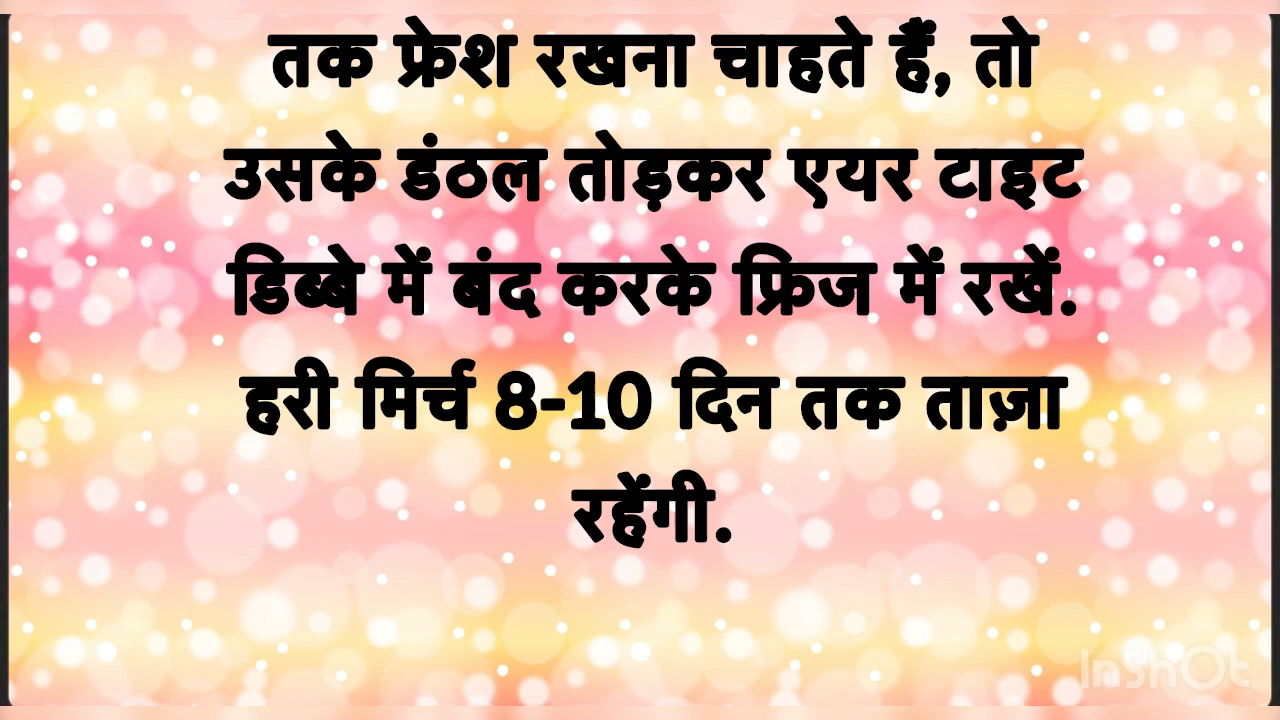 तक फ्रेश रखना चाहते हैं, तो
उसके डंठल तोड़कर एयर टाइट
डिब्बे में बंद करके फ्रिज में रखें.
हरी मिर्च 8-10 दिन तक ताज़ा
रहेंगी.
InShOt